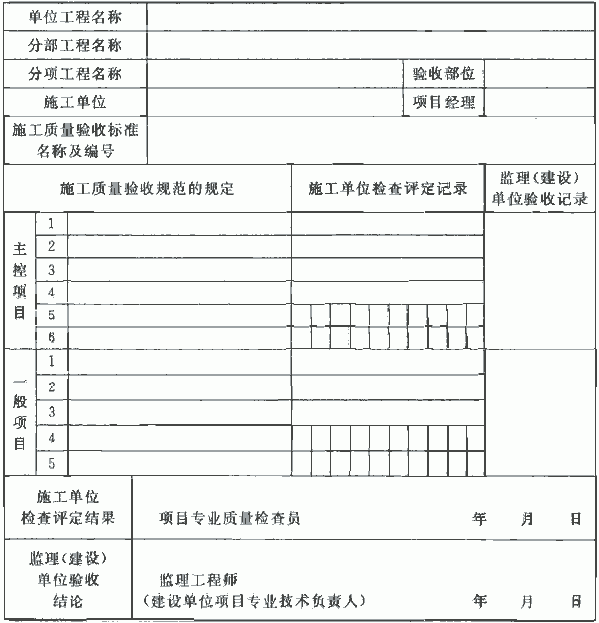 单位工程名称
分部工程名称
分项工程名称 验收部位
施工单位 项目经理
施工质量验收标准
名称及编号
施工质量验收规范的规定 施工单位检查评定记录 监理(建设)
单位验收记录
主控项目
1
2
3
4
5
6
一般项目
1
2
3
4
5
施工单位
检查评定结果 项目专业质量检查员 年 月 日
监理(建设)
单位验收
结论 监理工程师
(建设单位项目专业技术负责人) 年 月 日